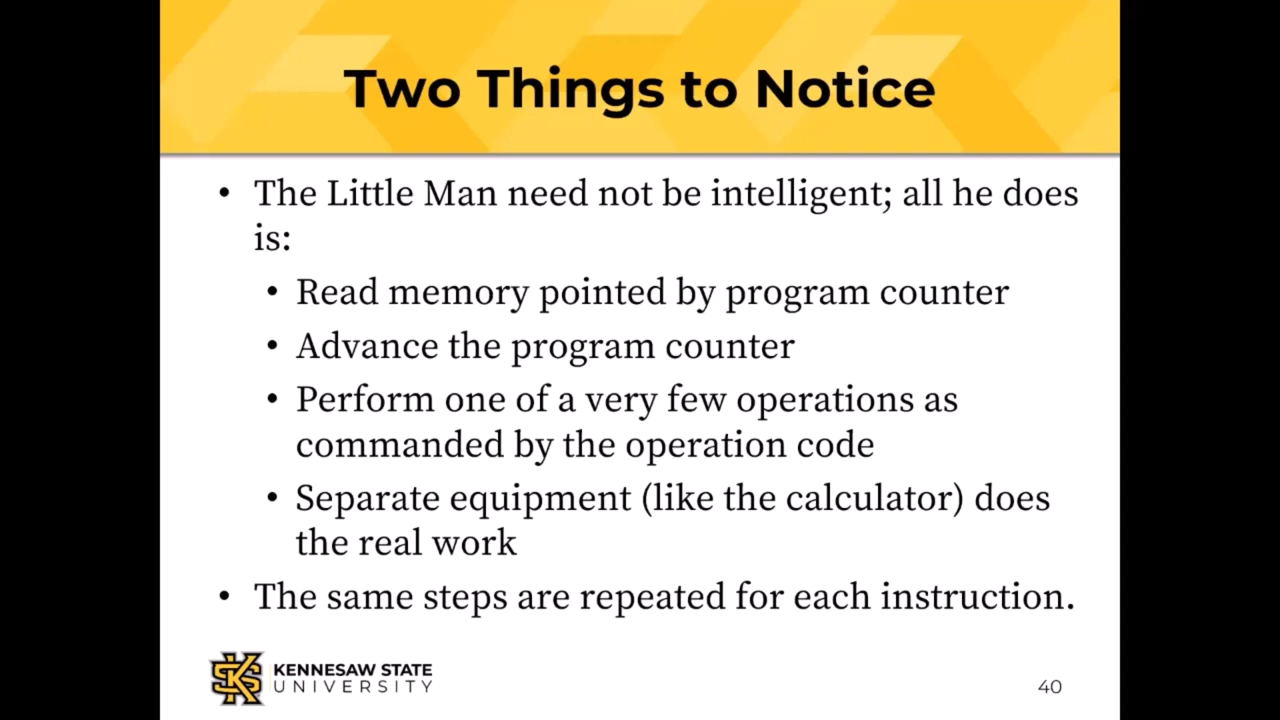 Two Things to Notice
• The Little Man need not be intelligent; all he does
is:
• Read memory pointed by program counter
• Advance the program counter
• Perform one of a very few operations as
commanded by the operation code
• Separate equipment (like the calculator) does
the real work
• The same steps are repeated for each instruction.
KS
KENNESAW STATE
UNIVERSITY
40